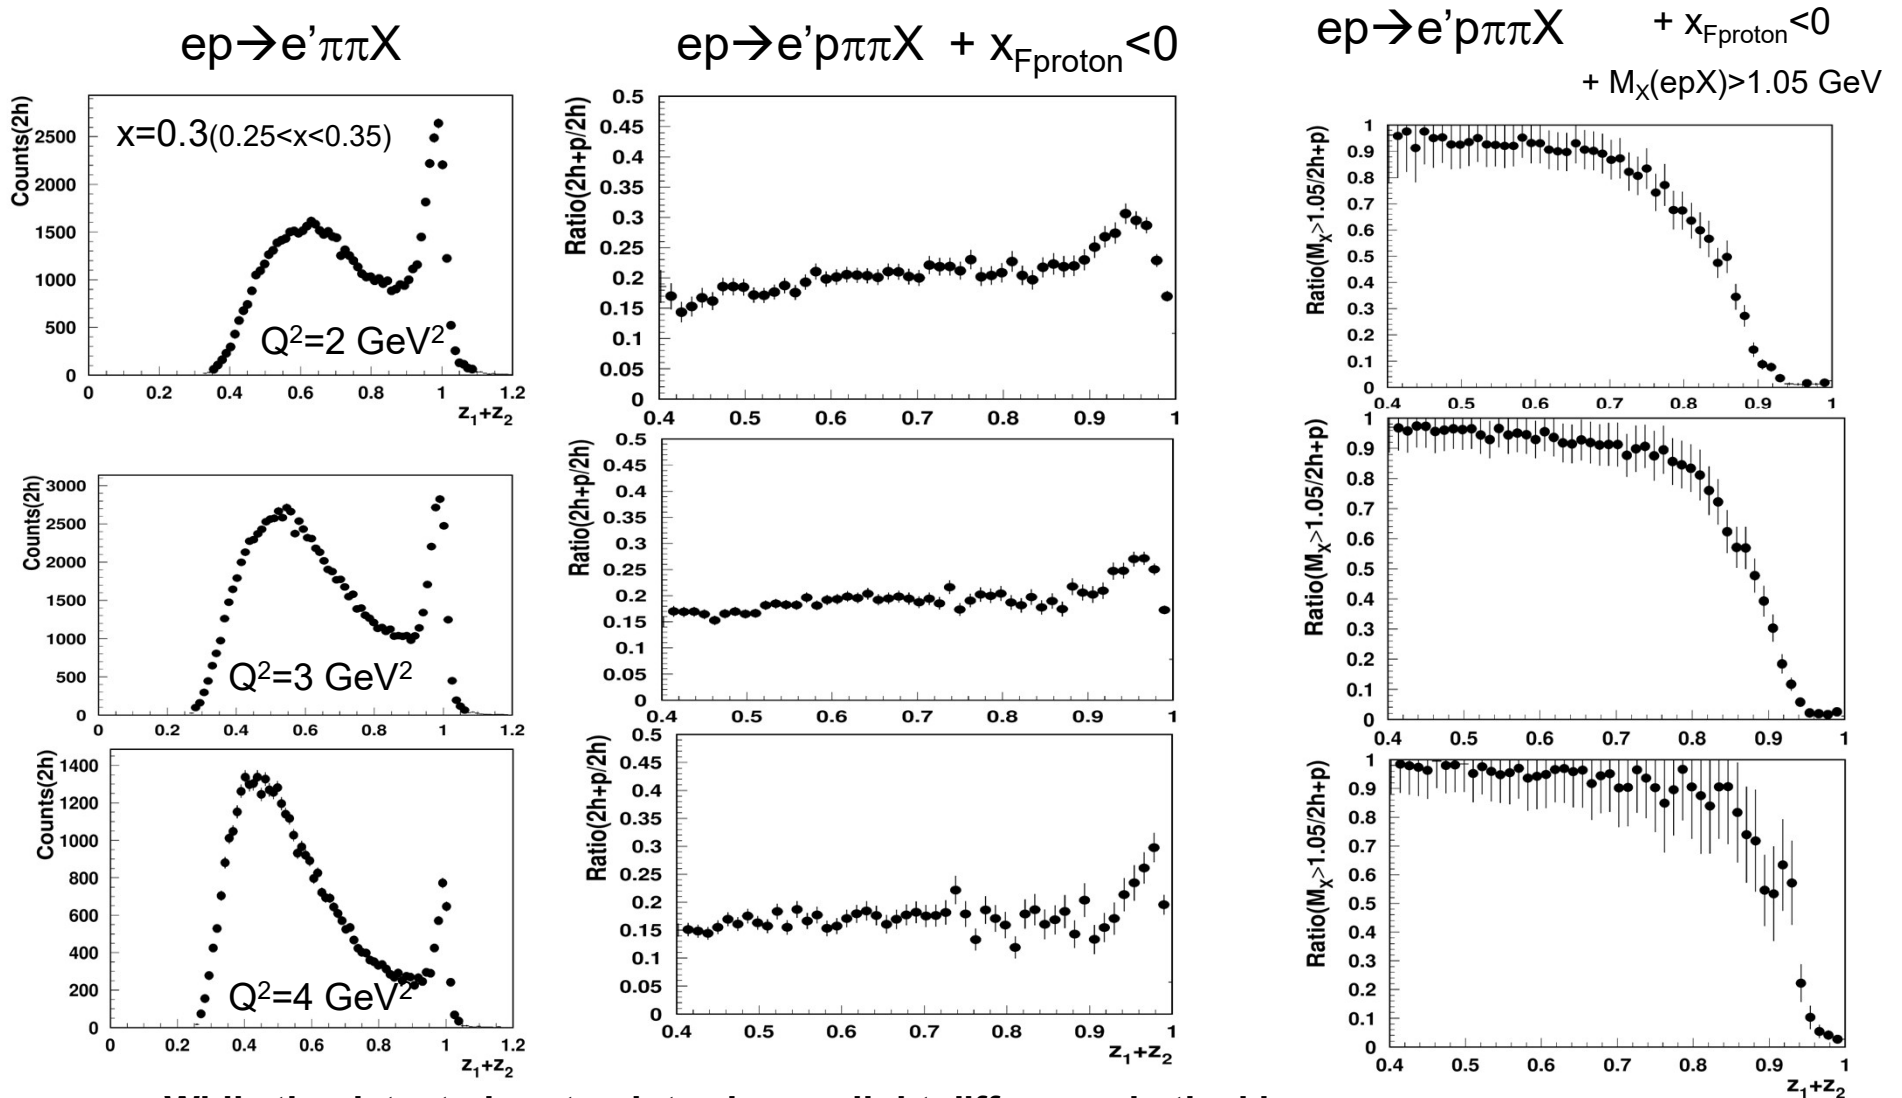 ep→e'ππX
ep→e'pππX + xFproton<0
ep→e'pππX + xFproton<0
+ MX(epX)>1.05 GeV
Counts(2h)
x=0.3(0.25<x<0.35)
Q²=2 GeV²
2500
2000
1500
1000
500
0
0 0.2 0.4 0.6 0.8 1 1.2
z1+z2
Ratio(2h+p/2h)
0.5
0.45
0.4
0.35
0.3
0.25
0.2
0.15
0.1
0.05
0
0.4 0.5 0.6 0.7 0.8 0.9 1
Ratio(MX>1.05/2h+p)
1
0.9
0.8
0.7
0.6
0.5
0.4
0.3
0.2
0.1
0
0.4 0.5 0.6 0.7 0.8 0.9 1
Counts(2h)
Q²=3 GeV²
3000
2500
2000
1500
1000
500
0
0 0.2 0.4 0.6 0.8 1 1.2
Ratio(2h+p/2h)
0.5
0.45
0.4
0.35
0.3
0.25
0.2
0.15
0.1
0.05
0
0.4 0.5 0.6 0.7 0.8 0.9 1
Ratio(MX>1.05/2h+p)
1
0.9
0.8
0.7
0.6
0.5
0.4
0.3
0.2
0.1
0
0.4 0.5 0.6 0.7 0.8 0.9 1
Counts(2h)
Q²=4 GeV²
1400
1200
1000
800
600
400
200
0
0 0.2 0.4 0.6 0.8 1 1.2
z1+z2
Ratio(2h+p/2h)
0.5
0.45
0.4
0.35
0.3
0.25
0.2
0.15
0.1
0.05
0
0.4 0.5 0.6 0.7 0.8 0.9 1
z1+z2
Ratio(MX>1.05/2h+p)
1
0.9
0.8
0.7
0.6
0.5
0.4
0.3
0.2
0.1
0
0.4 0.5 0.6 0.7 0.8 0.9 1
z1+z2